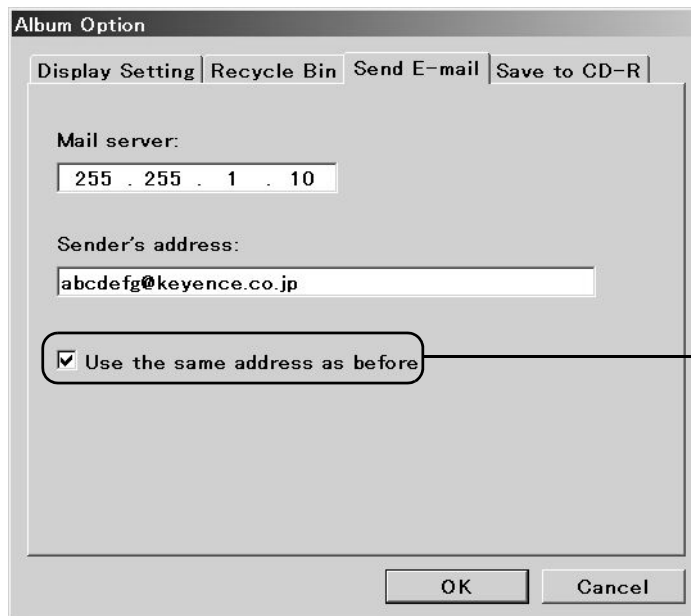 Album Option
Display Setting Recycle Bin Send E-mail Save to CD-R
Mail server:
255 . 255 . 1 . 10
Sender's address:
abcdefg@keyence.co.jp
Use the same address as before
OK Cancel